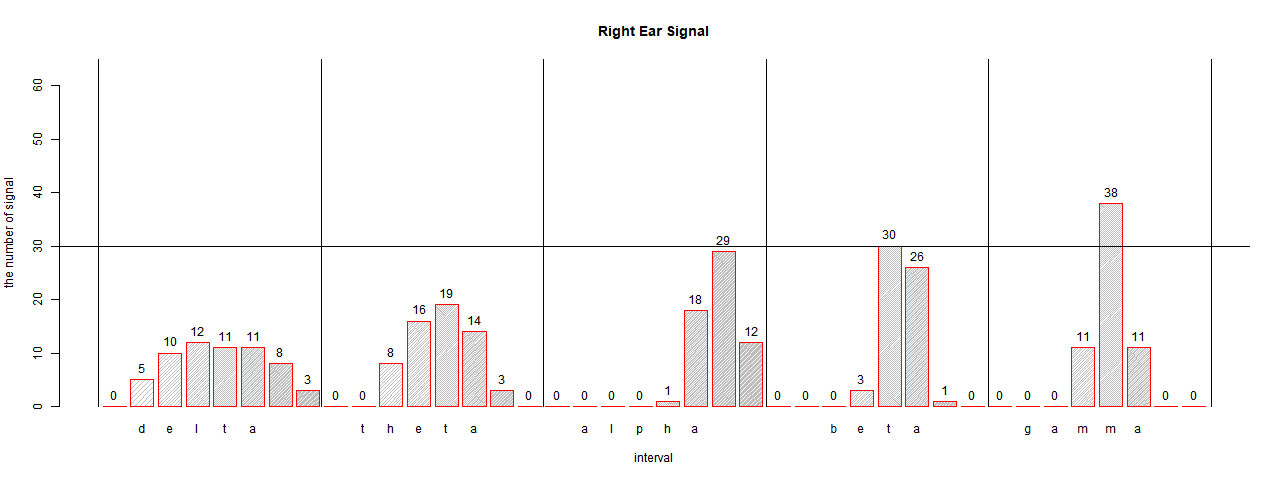 Right Ear Signal
the number of signal
60
50
40
30
20
10
0
0 5 10 12 11 11 8 3 0 0 8 16 19 14 3 0 0 0 0 0 1 18 29 12 0 0 0 3 30 26 1 0 0 0 0 11 38 11 0 0
d e l t a t h e t a a l p h a b e t a g a m m a
interval